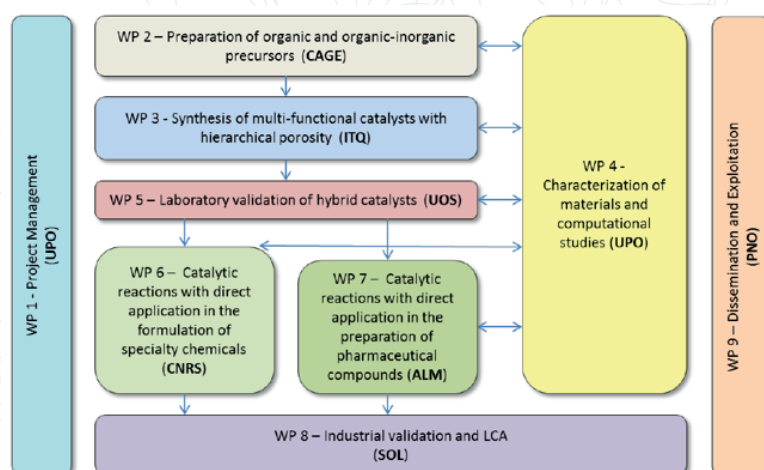 WP 1 - Project Management
(UPO)
WP 2 – Preparation of organic and organic-inorganic
precursors (CAGE)
WP 3 - Synthesis of multi-functional catalysts with
hierarchical porosity (ITQ)
WP 5 – Laboratory validation of hybrid catalysts (UOS)
WP 6 – Catalytic
reactions with direct
application in the
formulation of
specialty chemicals
(CNRS)
WP 7 – Catalytic
reactions with direct
application in the
preparation of
pharmaceutical
compounds (ALM)
WP 4 -
Characterization of
materials and
computational
studies (UPO)
WP 8 – Industrial validation and LCA
(SOL)
WP 9 – Dissemination and Exploitation
(PNO)